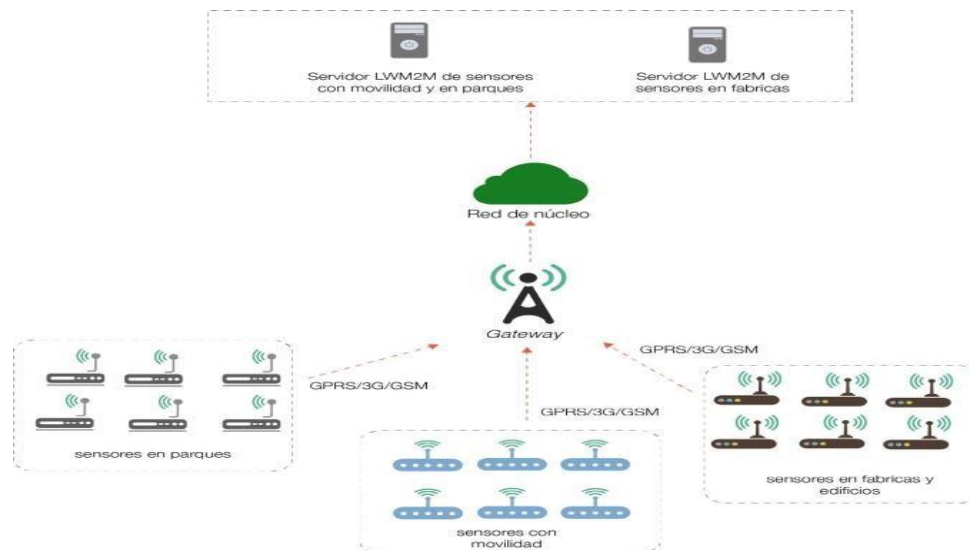 Servidor LWM2M de sensores
con movilidad y en parques
Servidor LWM2M de
sensores en fabricas
Red de núcleo
Gateway
GPRS/3G/GSM
GPRS/3G/GSM
GPRS/3G/GSM
sensores en parques
sensores con
movilidad
sensores en fabricas y
edificios